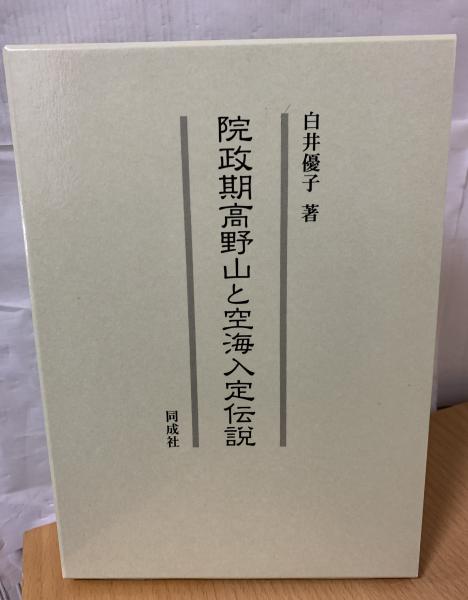 白井優子 著
院政期高野山と空海入定伝説
同成社